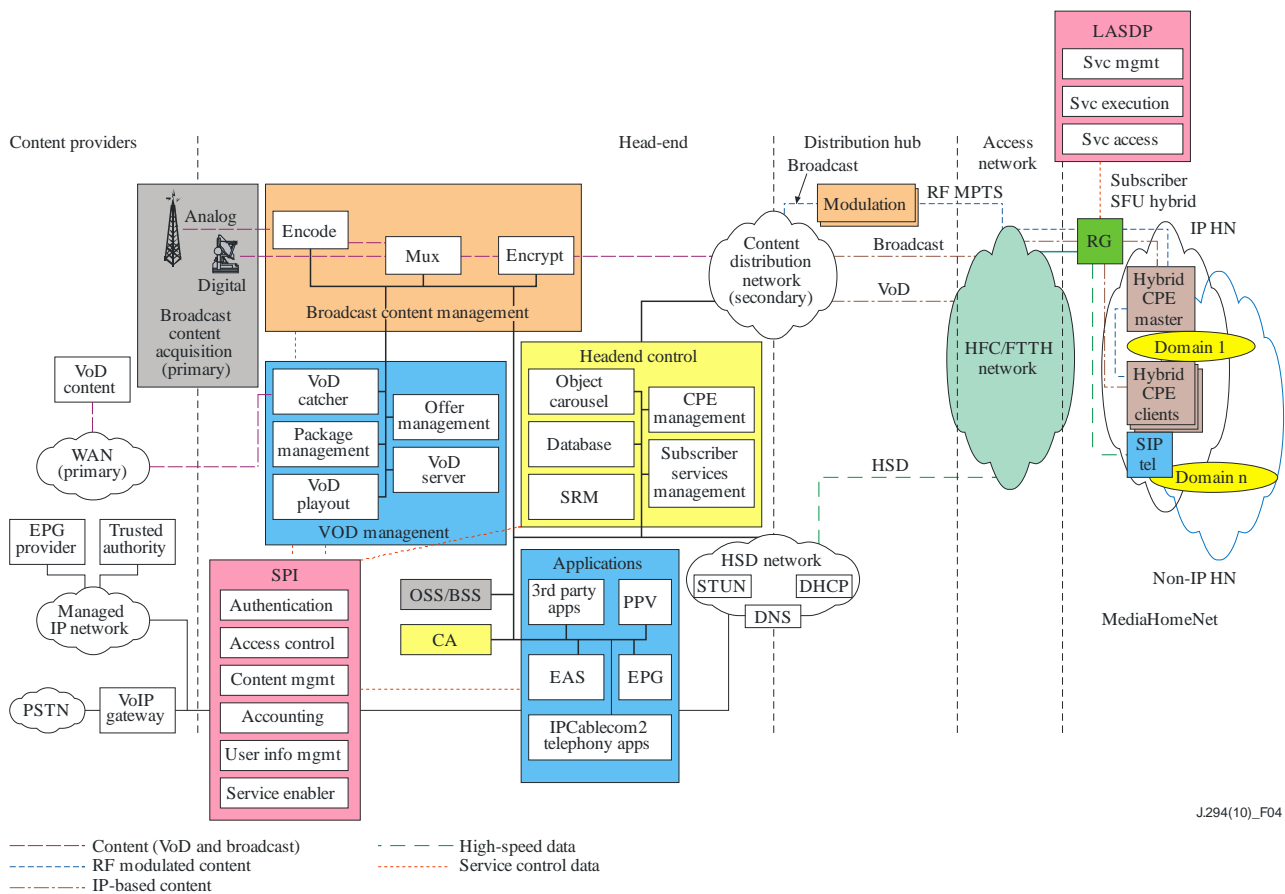 LASDP
Svc mgmt
Svc execution
Svc access
Content providers
Head-end
Distribution hub
Access
network
Broadcast
Subscriber
SFU hybrid
Analog
Digital
Broadcast
content
acquisition
(primary)
Encode
Mux
Encrypt
Broadcast content management
Modulation
RF MPTS
Content
distribution
network
(secondary)
Broadcast
VoD
RG
IP HN
Hybrid
CPE
master
Domain 1
Hybrid
CPE
clients
SIP
tel
Domain n
HFC/FTTH
network
VoD
content
WAN
(primary)
VoD
catcher
Offer
management
Package
management
VoD
server
VoD
playout
VOD management
Headend control
Object
carousel
CPE
management
Database
Subscriber
services
management
SRM
HSD
EPG
provider
Trusted
authority
Managed
IP network
PSTN
VoIP
gateway
SPI
Authentication
Access control
Content mgmt
Accounting
User info mgmt
Service enabler
OSS/BSS
CA
Applications
3rd party
apps
PPV
EAS
EPG
IPCablecom2
telephony apps
HSD network
STUN
DHCP
DNS
Non-IP HN
MediaHomeNet
J.294(10)_F04
Content (VoD and broadcast)
RF modulated content
IP-based content
High-speed data
Service control data